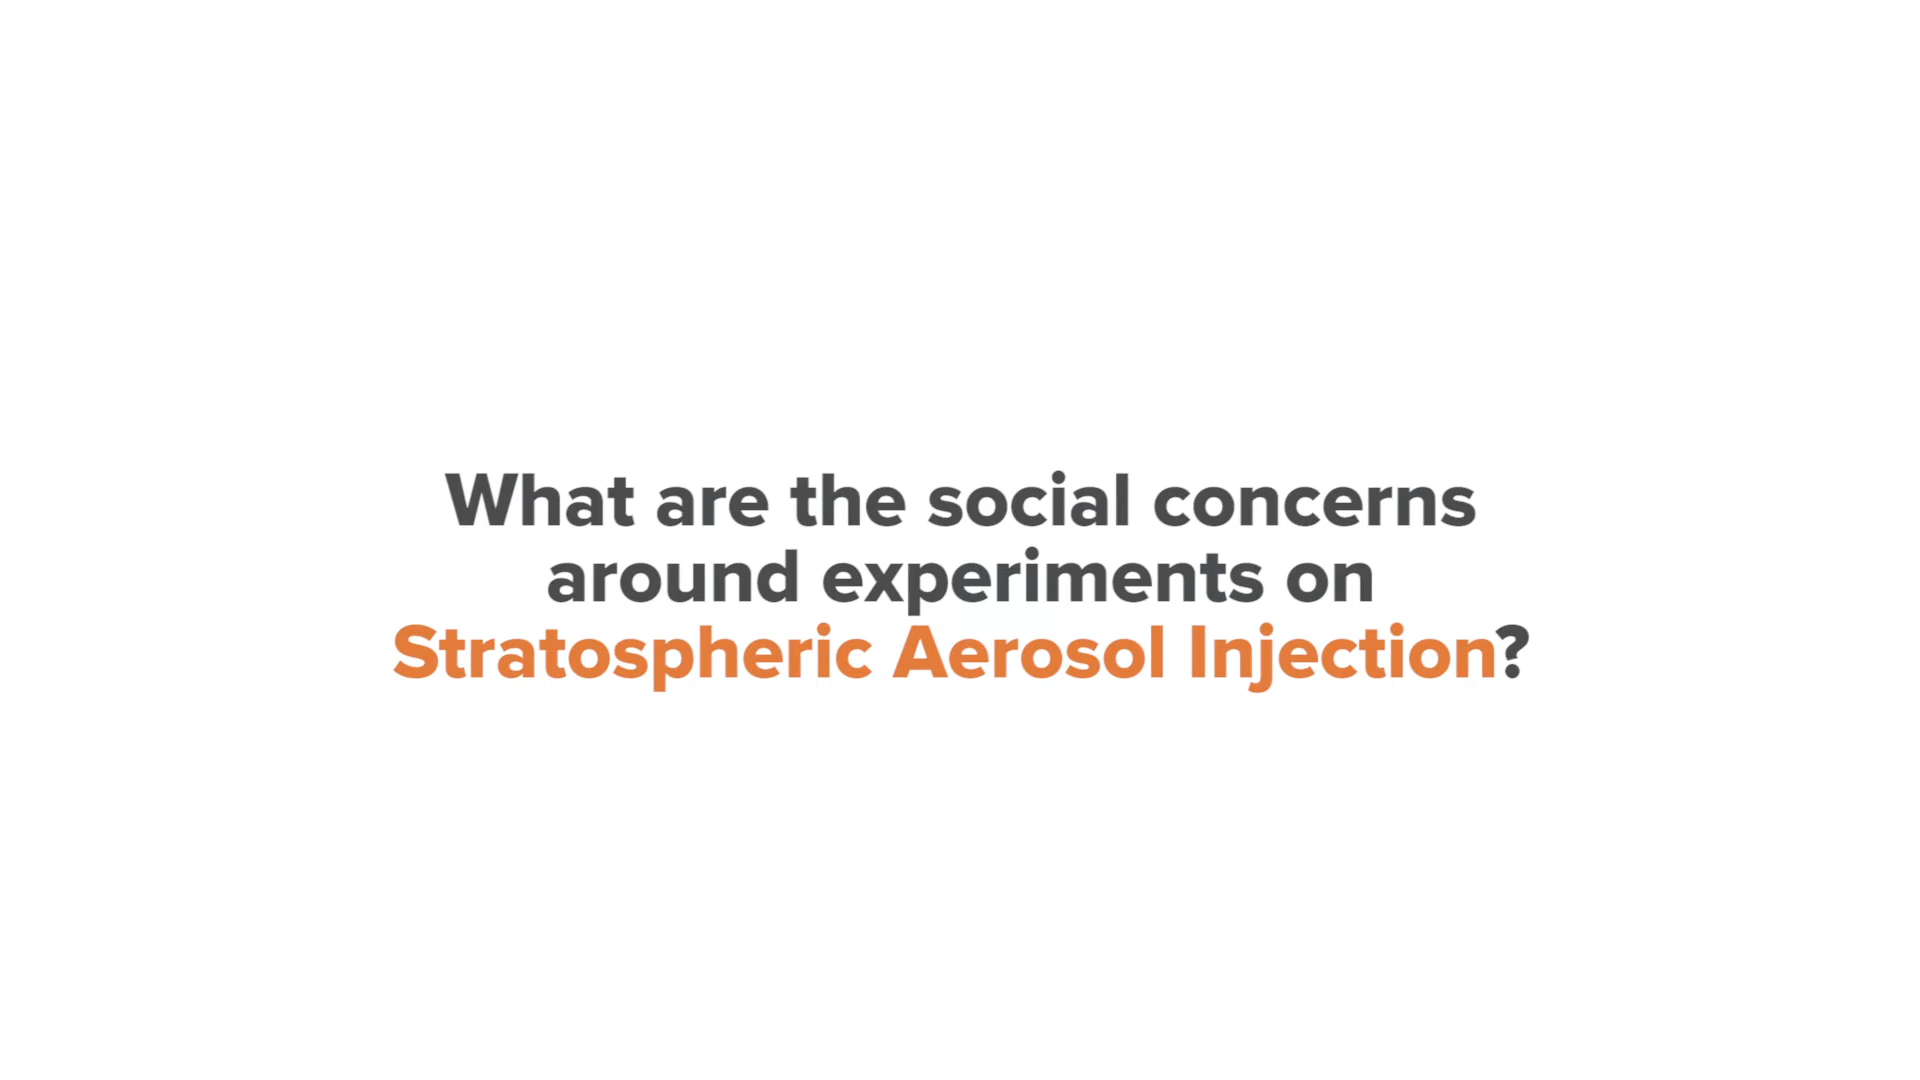 What are the social concerns
around experiments on
Stratospheric Aerosol Injection?